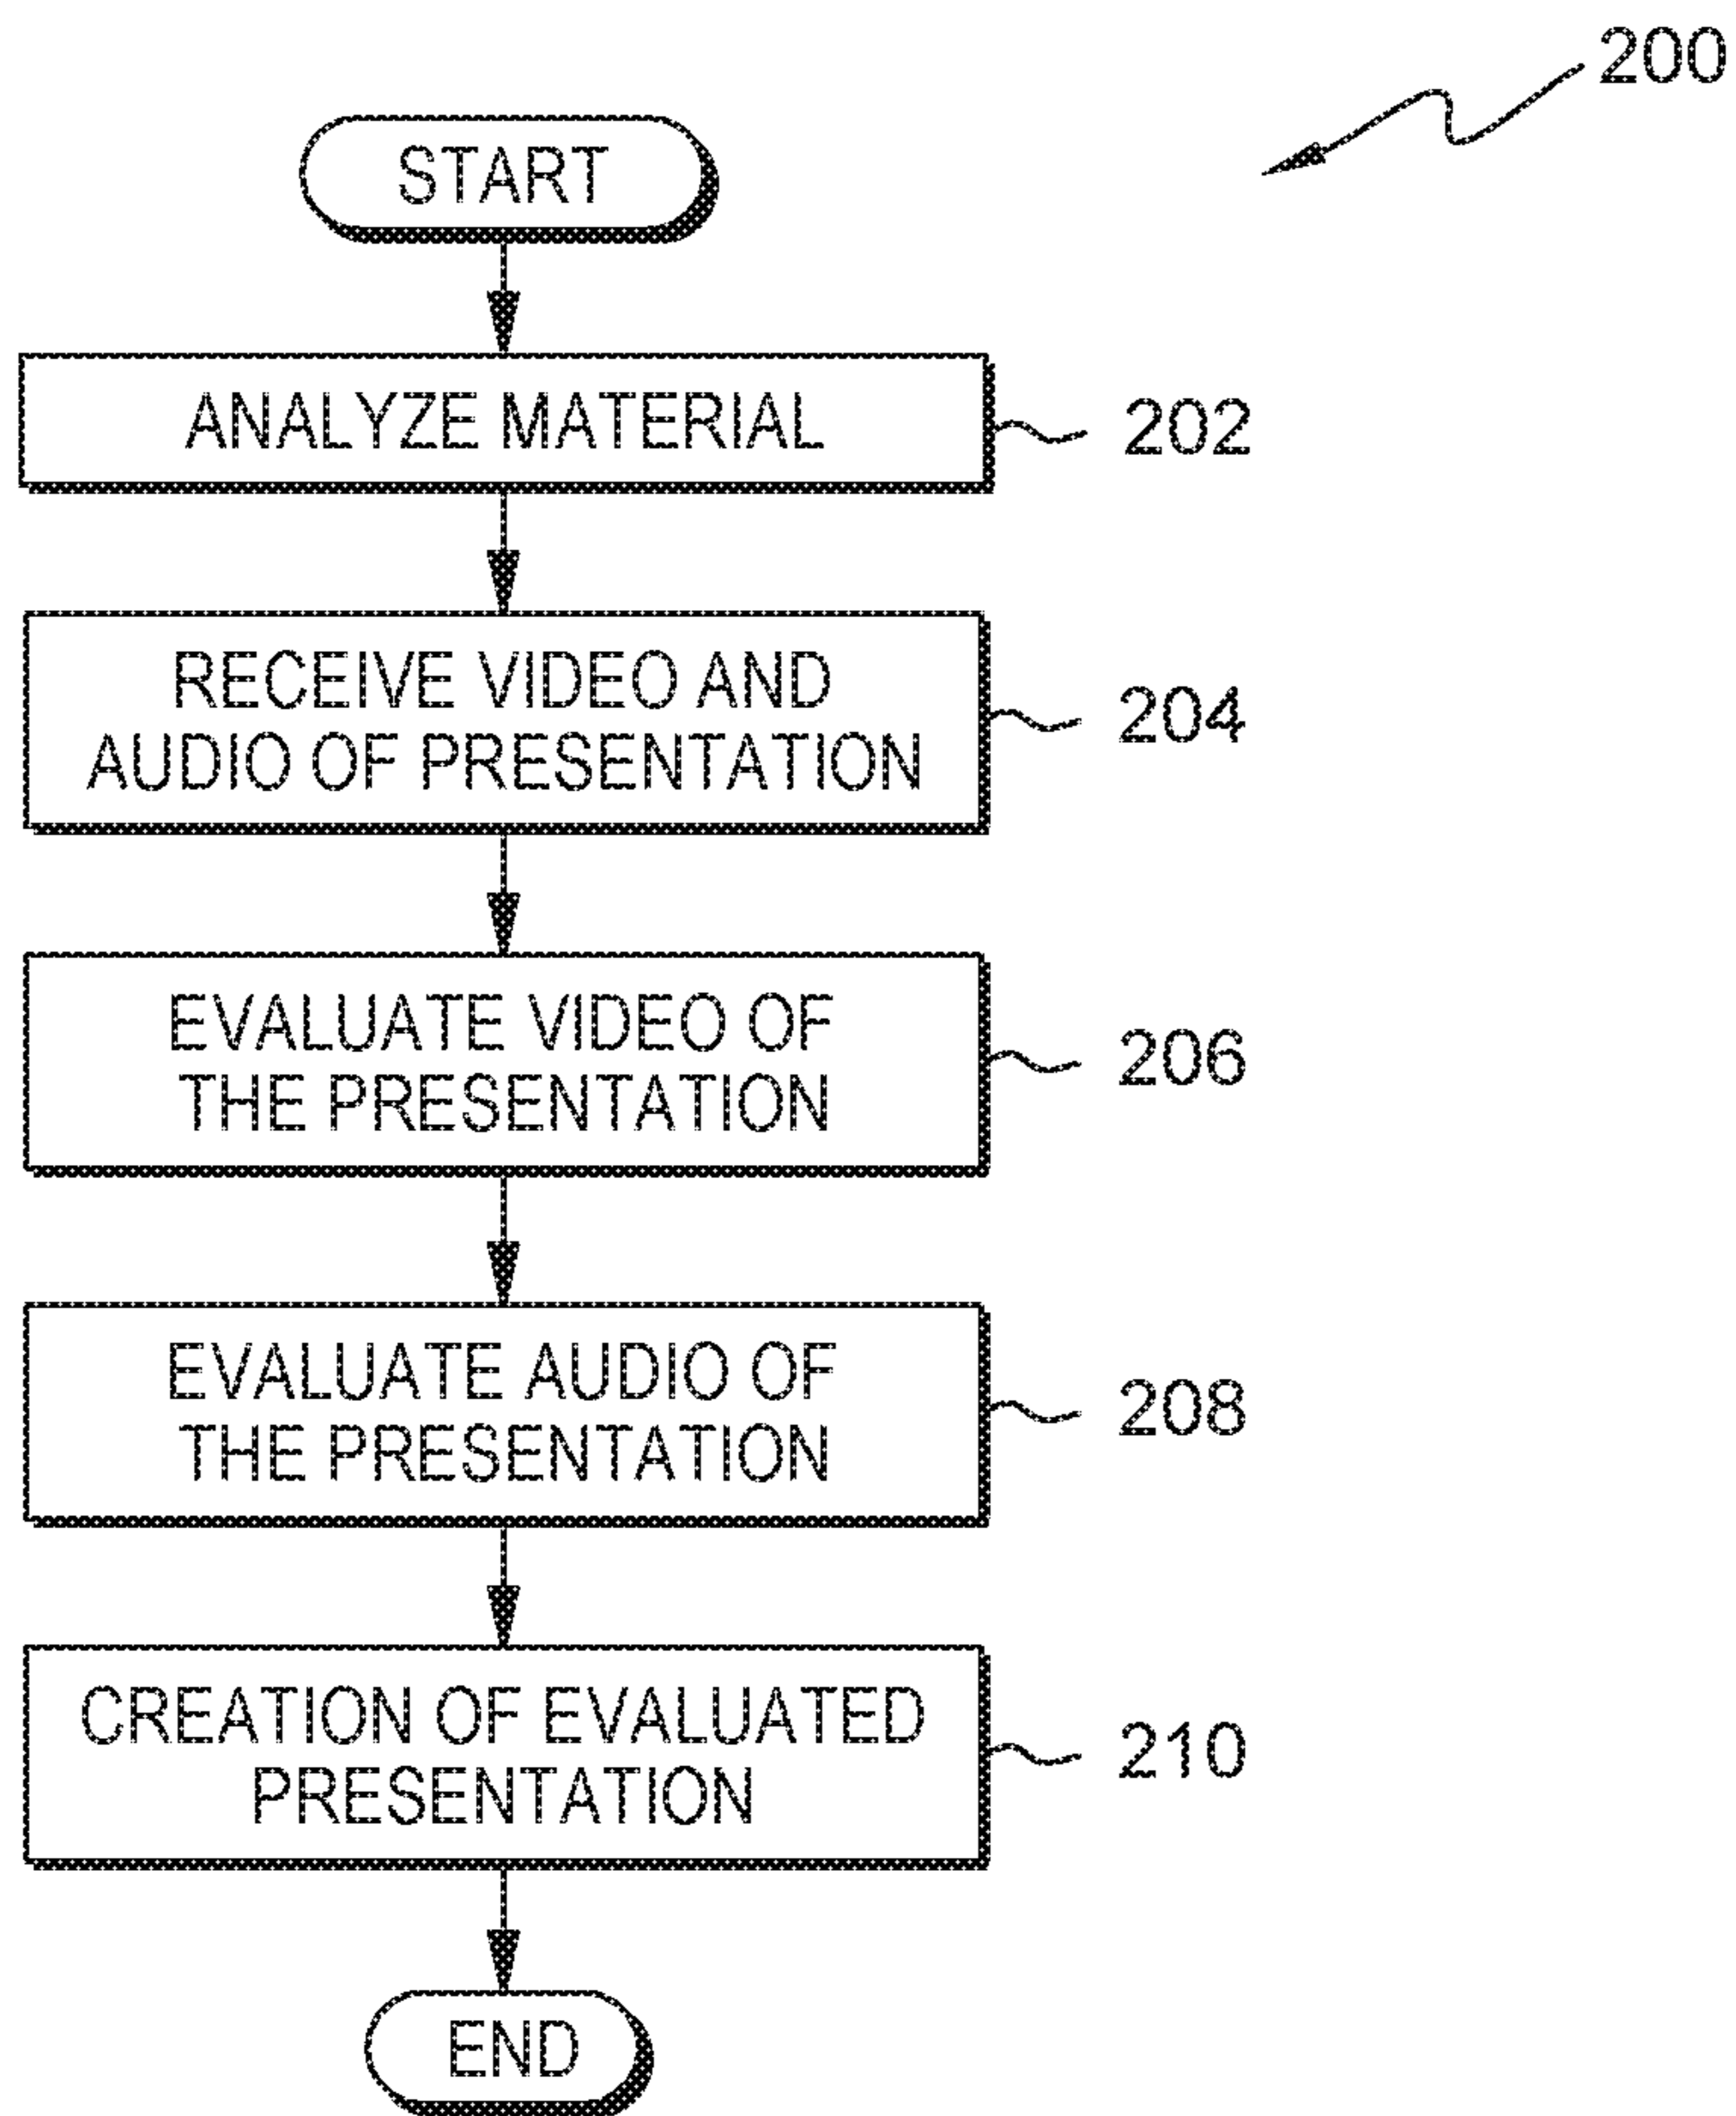 200
START
ANALYZE MATERIAL
202
RECEIVE VIDEO AND
AUDIO OF PRESENTATION
204
EVALUATE VIDEO OF
THE PRESENTATION
206
EVALUATE AUDIO OF
THE PRESENTATION
208
CREATION OF EVALUATED
PRESENTATION
210
END